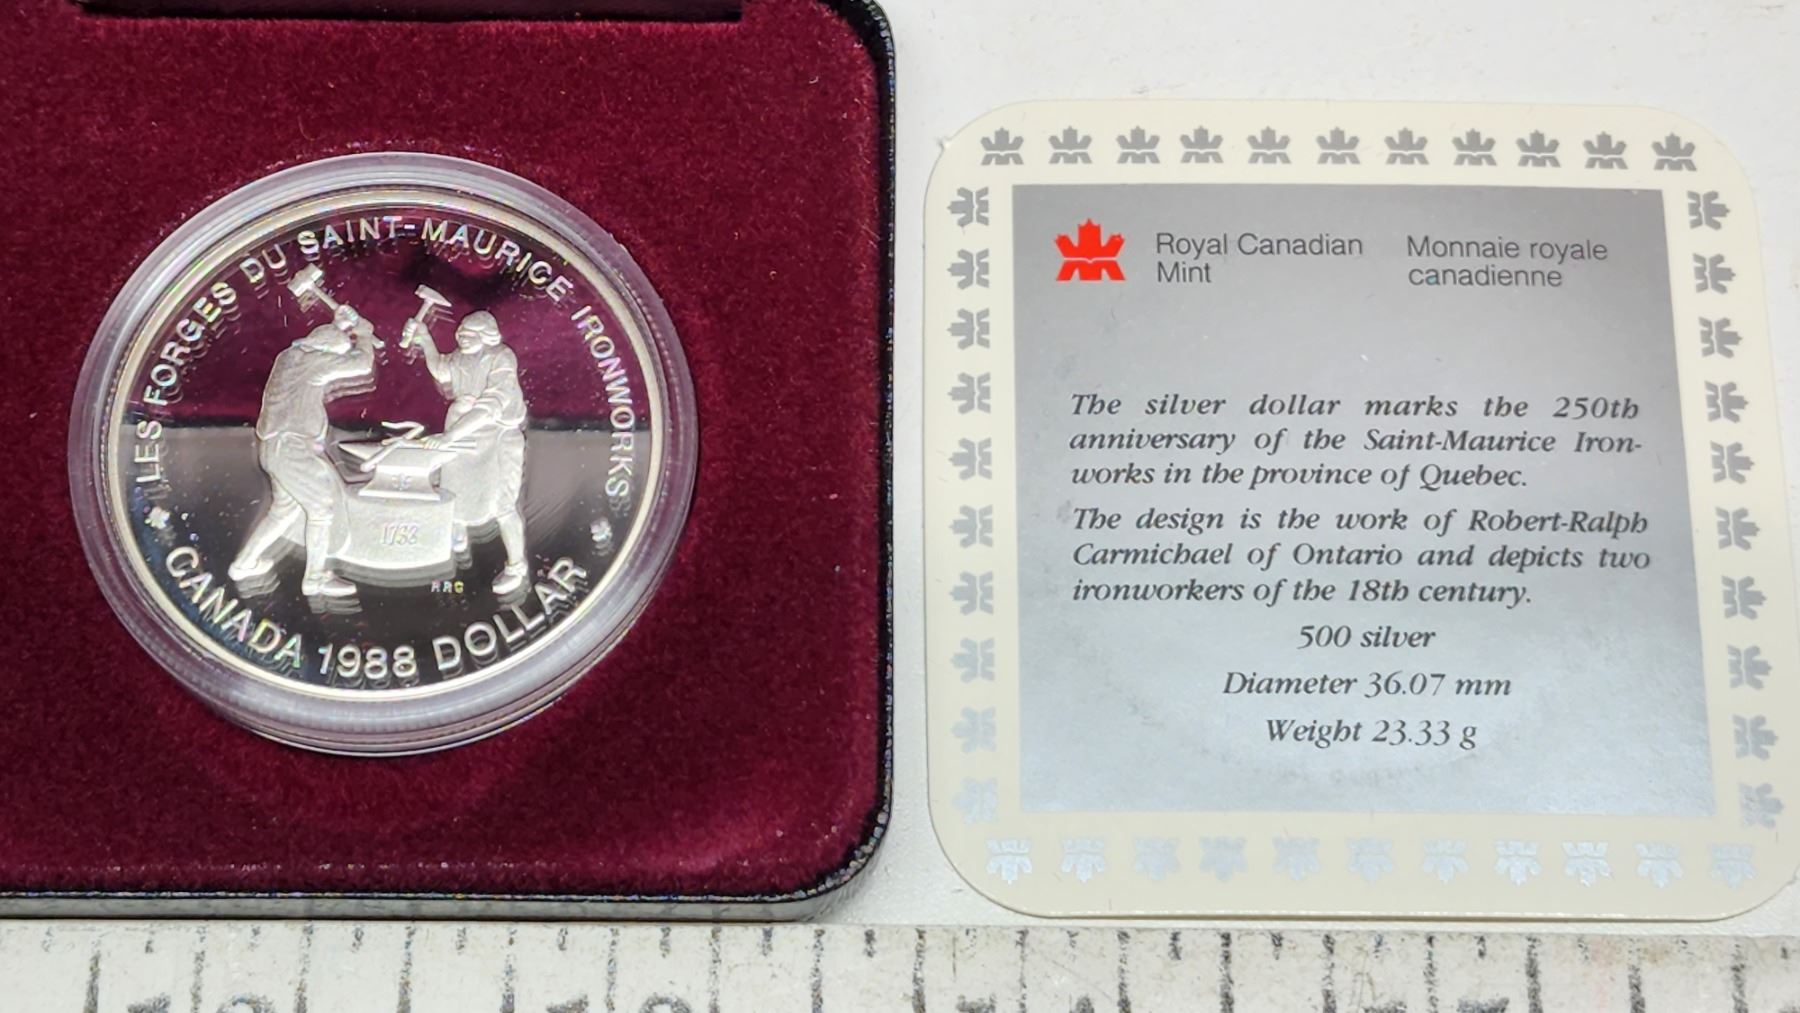 LES FORGES DU SAINT-MAURICE IRONWORKS
1738
RRC
CANADA 1988 DOLLAR
Royal Canadian
Mint
Monnaie royale
canadienne
The silver dollar marks the 250th
anniversary of the Saint-Maurice Iron-
works in the province of Quebec.
The design is the work of Robert-Ralph
Carmichael of Ontario and depicts two
ironworkers of the 18th century.
500 silver
Diameter 36.07 mm
Weight 23.33 g